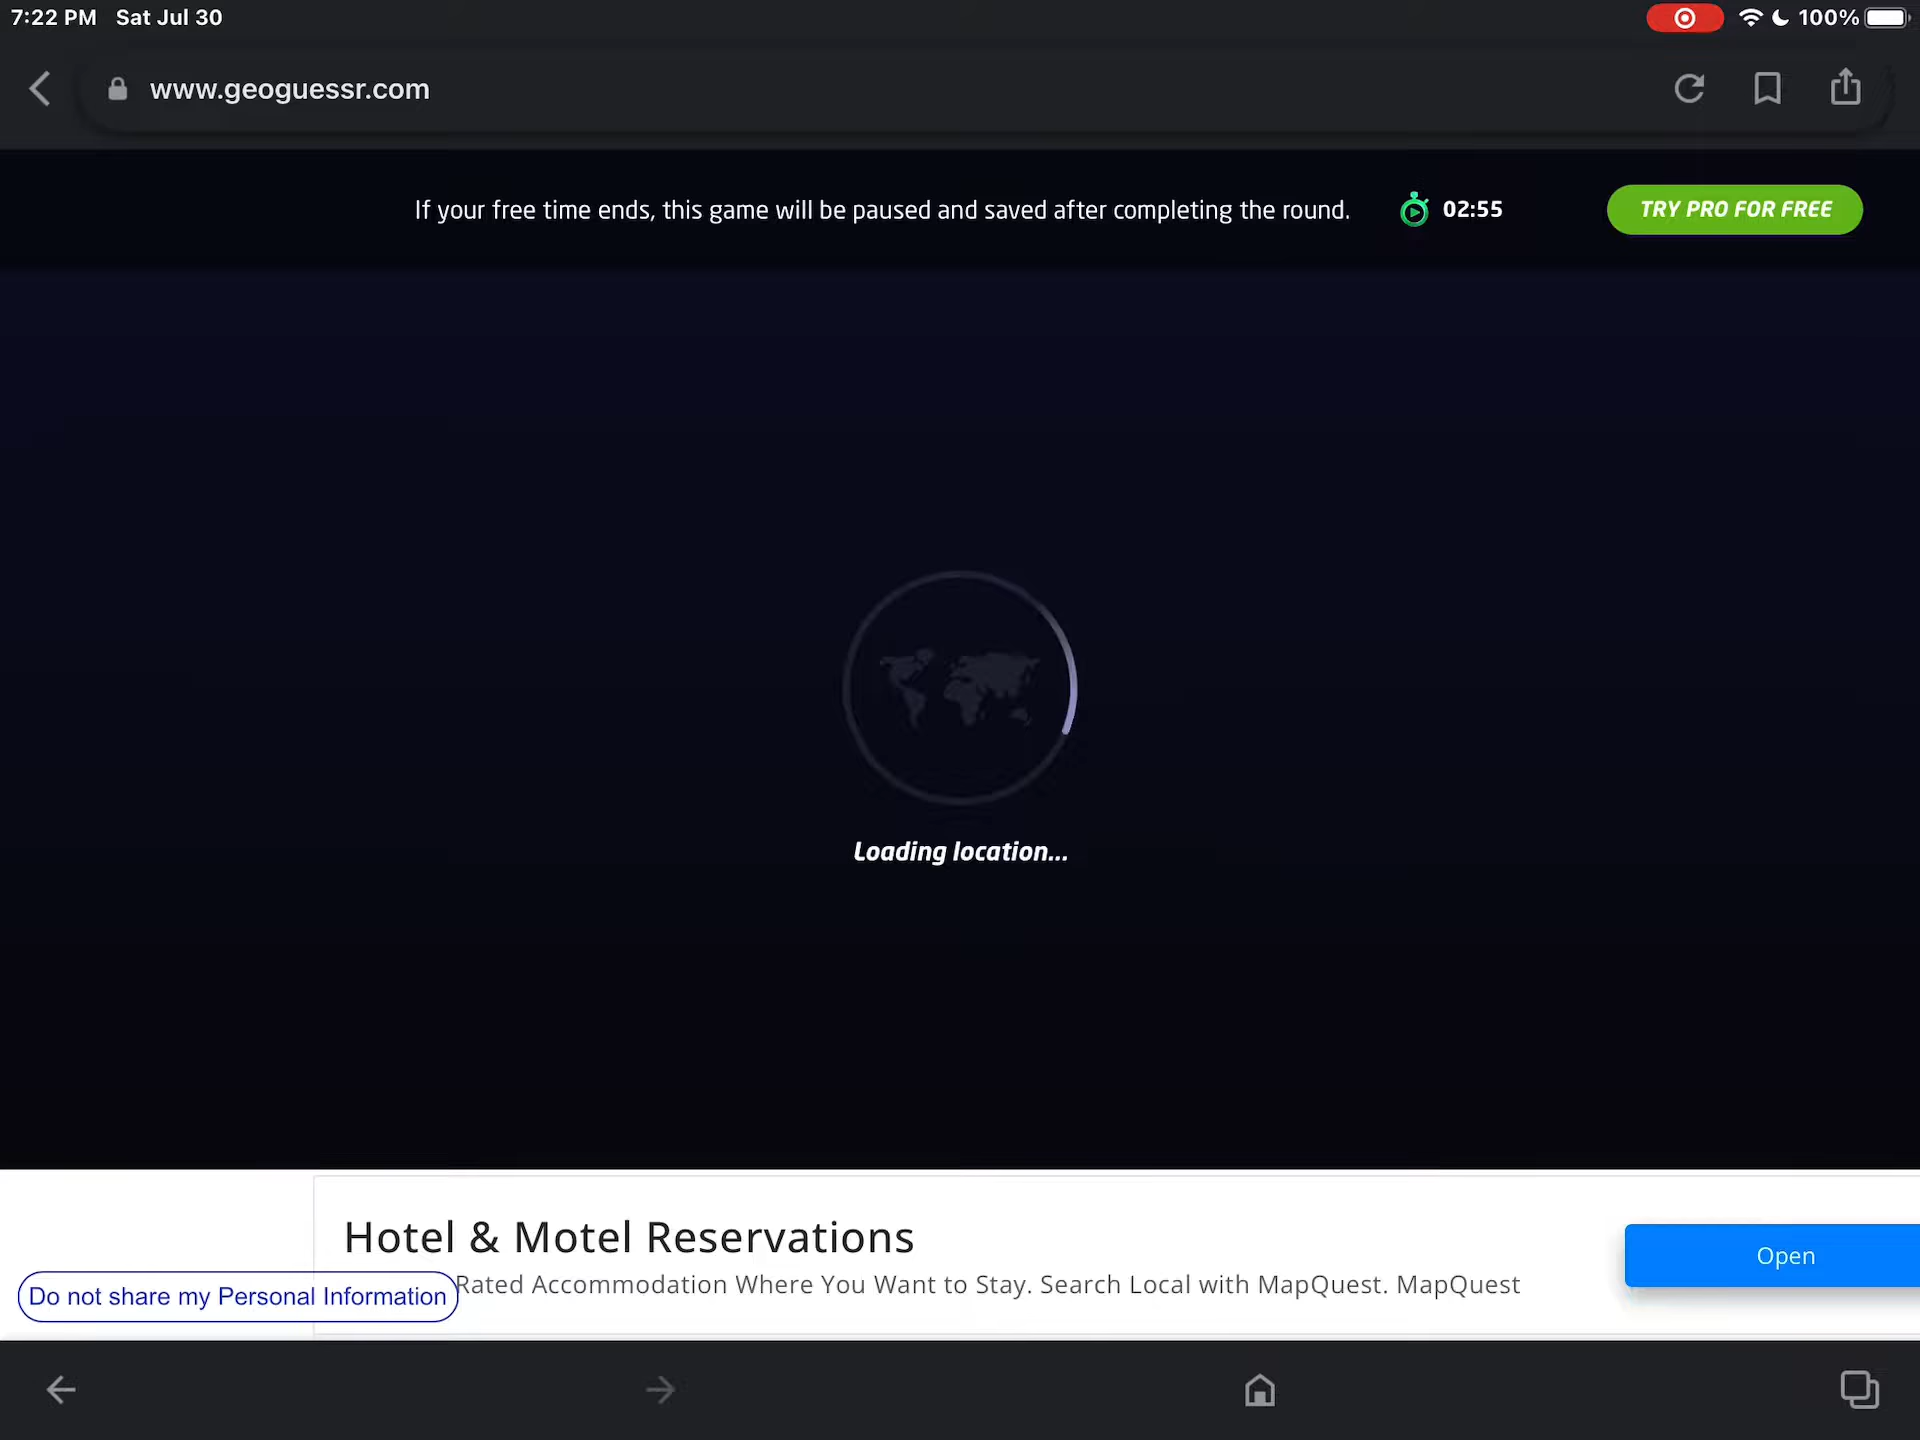 7:22 PM Sat Jul 30
100%
www.geoguessr.com
If your free time ends, this game will be paused and saved after completing the round.
02:55
TRY PRO FOR FREE
Loading location...
Hotel & Motel Reservations
Rated Accommodation Where You Want to Stay. Search Local with MapQuest. MapQuest
Open
Do not share my Personal Information